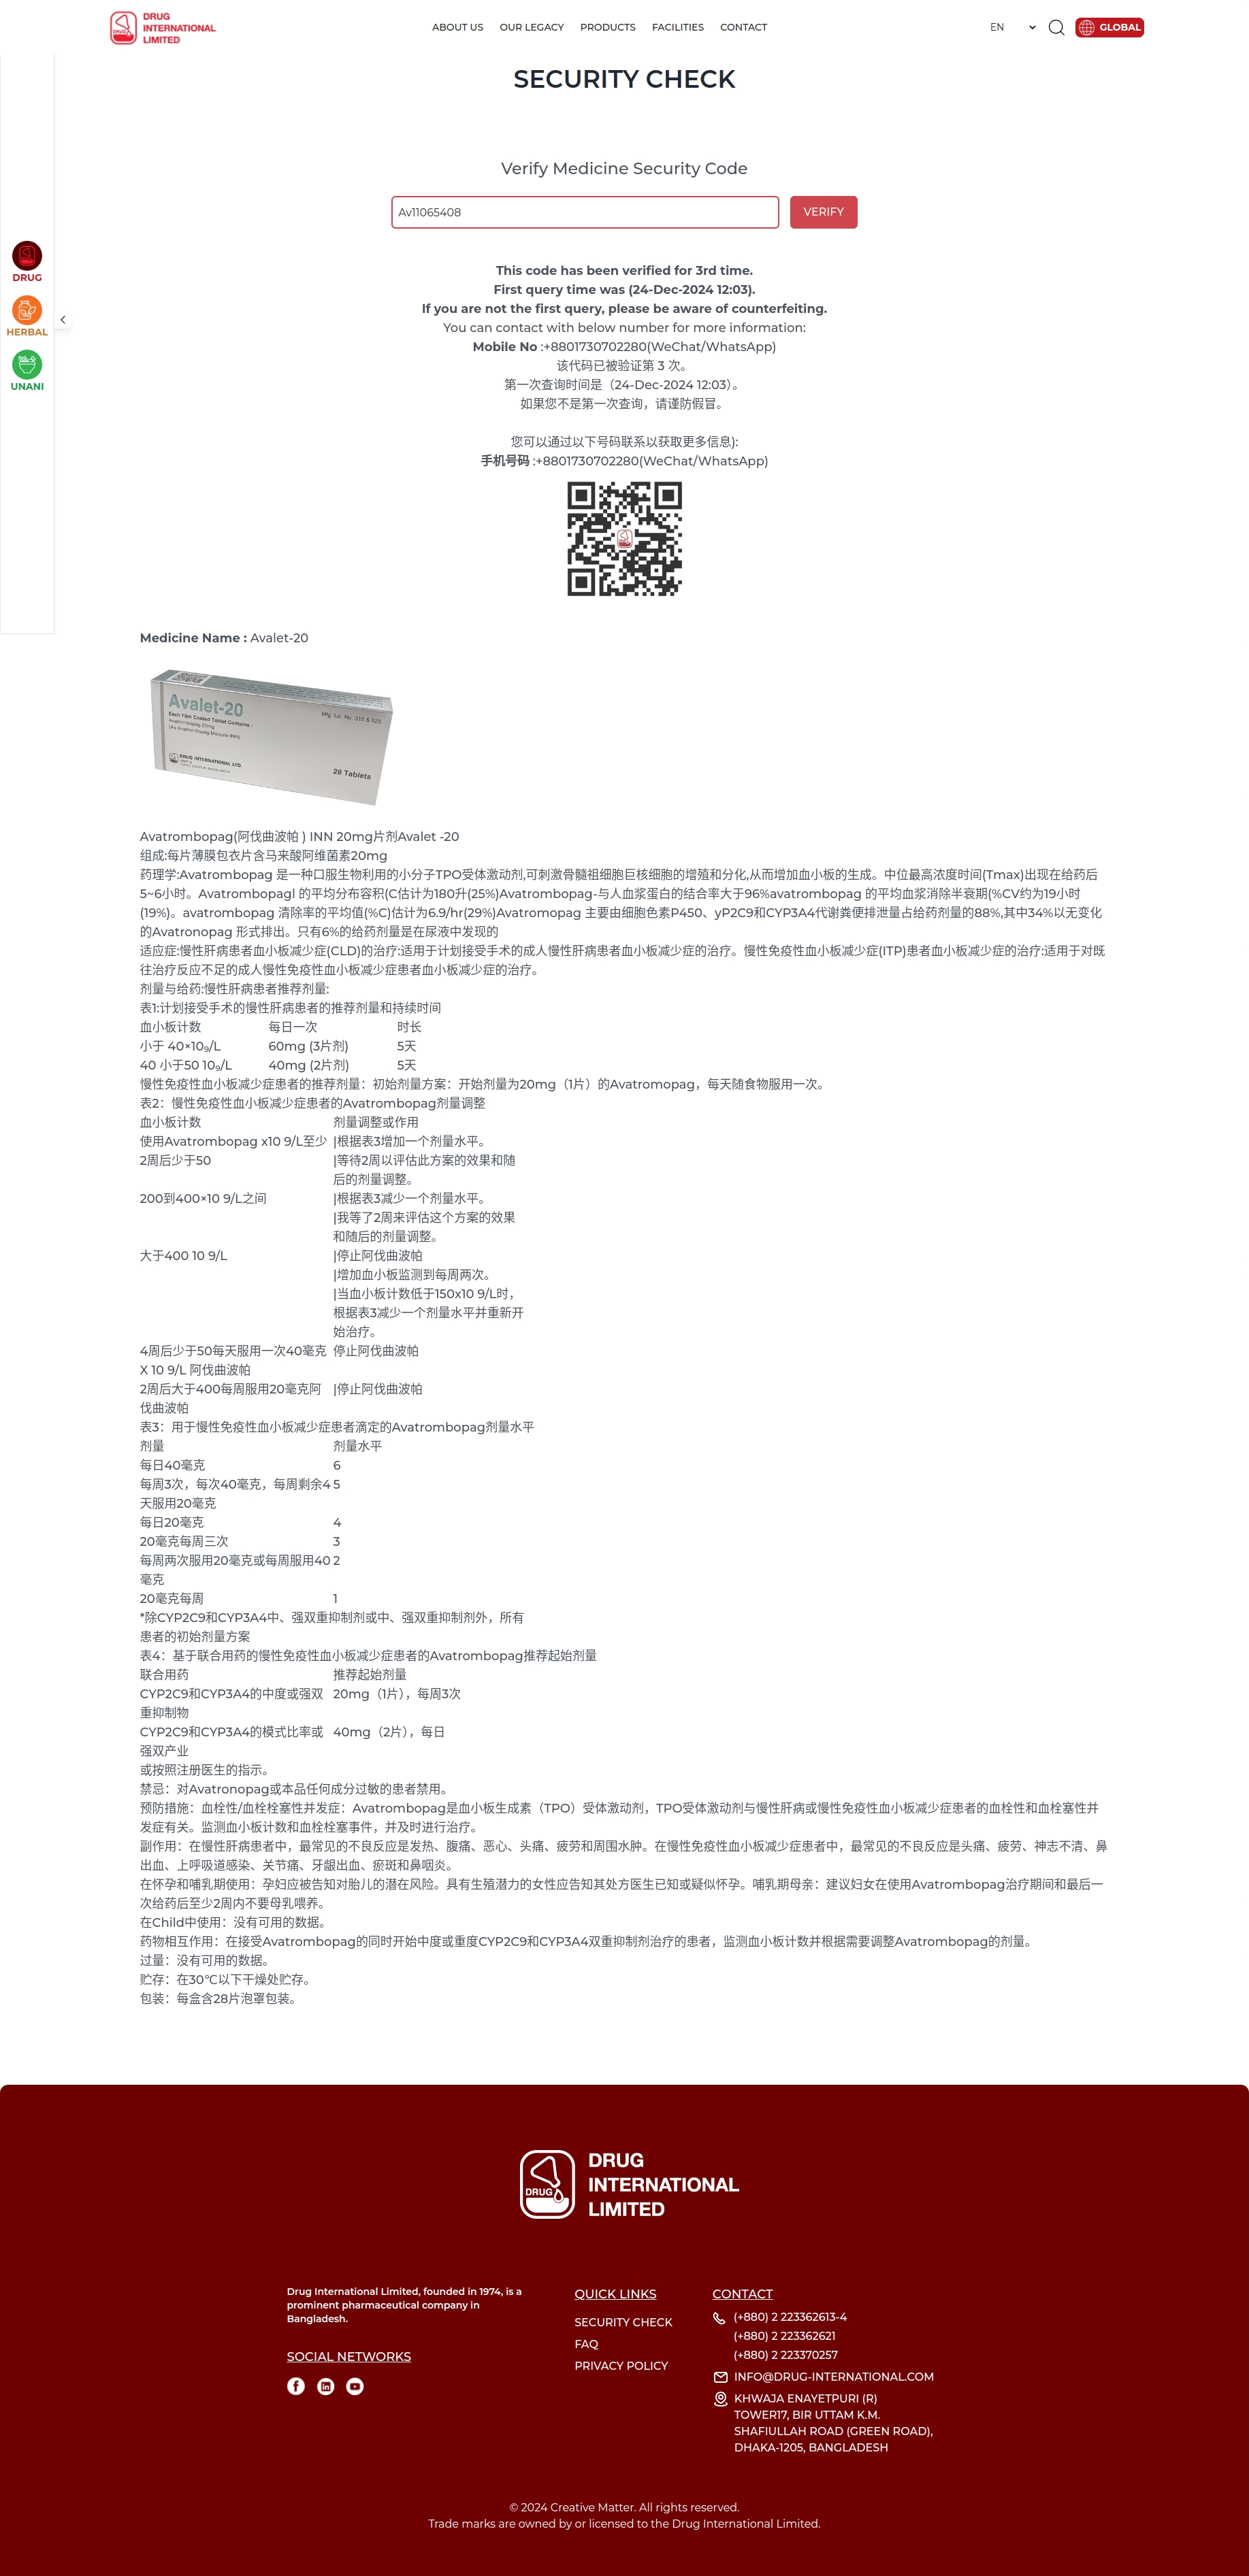 DRUG
INTERNATIONAL
LIMITED
ABOUT US
OUR LEGACY
PRODUCTS
FACILITIES
CONTACT
EN
GLOBAL
SECURITY CHECK
Verify Medicine Security Code
Av11065408
VERIFY
DRUG
HERBAL
UNANI
This code has been verified for 3rd time.
First query time was (24-Dec-2024 12:03).
If you are not the first query, please be aware of counterfeiting.
You can contact with below number for more information:
Mobile No :+8801730702280(WeChat/WhatsApp)
该代码已被验证第 3 次。
第一次查询时间是（24-Dec-2024 12:03）。
如果您不是第一次查询，请谨防假冒。
您可以通过以下号码联系以获取更多信息):
手机号码 :+8801730702280(WeChat/WhatsApp)
Medicine Name : Avalet-20
Avalet-20
Each Film Coated Tablet Contains :
Avatrombopag 20mg
(As Avatrombopag Maleate INN)
Mfg. Lic. No. 215 & 529
DRUG INTERNATIONAL LTD.
28 Tablets
Avatrombopag(阿伐曲波帕 ) INN 20mg片剂Avalet -20
组成:每片薄膜包衣片含马来酸阿维菌素20mg
药理学:Avatrombopag 是一种口服生物利用的小分子TPO受体激动剂,可刺激骨髓祖细胞巨核细胞的增殖和分化,从而增加血小板的生成。中位最高浓度时间(Tmax)出现在给药后
5~6小时。Avatrombopagl 的平均分布容积(C估计为180升(25%)Avatrombopag-与人血浆蛋白的结合率大于96%avatrombopag 的平均血浆消除半衰期(%CV约为19小时
(19%)。avatrombopag 清除率的平均值(%C)估计为6.9/hr(29%)Avatromopag 主要由细胞色素P450、yP2C9和CYP3A4代谢粪便排泄量占给药剂量的88%,其中34%以无变化
的Avatronopag 形式排出。只有6%的给药剂量是在尿液中发现的
适应症:慢性肝病患者血小板减少症(CLD)的治疗:适用于计划接受手术的成人慢性肝病患者血小板减少症的治疗。慢性免疫性血小板减少症(ITP)患者血小板减少症的治疗:适用于对既
往治疗反应不足的成人慢性免疫性血小板减少症患者血小板减少症的治疗。
剂量与给药:慢性肝病患者推荐剂量:
表1:计划接受手术的慢性肝病患者的推荐剂量和持续时间
血小板计数 每日一次 时长
小于 40×10₉/L 60mg (3片剂) 5天
40 小于50 10₉/L 40mg (2片剂) 5天
慢性免疫性血小板减少症患者的推荐剂量：初始剂量方案：开始剂量为20mg（1片）的Avatromopag，每天随食物服用一次。
表2：慢性免疫性血小板减少症患者的Avatrombopag剂量调整
血小板计数 剂量调整或作用
使用Avatrombopag x10 9/L至少 |根据表3增加一个剂量水平。
2周后少于50 |等待2周以评估此方案的效果和随
后的剂量调整。
200到400×10 9/L之间 |根据表3减少一个剂量水平。
|我等了2周来评估这个方案的效果
和随后的剂量调整。
大于400 10 9/L |停止阿伐曲波帕
|增加血小板监测到每周两次。
|当血小板计数低于150x10 9/L时，
根据表3减少一个剂量水平并重新开
始治疗。
4周后少于50每天服用一次40毫克 停止阿伐曲波帕
X 10 9/L 阿伐曲波帕
2周后大于400每周服用20毫克阿 |停止阿伐曲波帕
伐曲波帕
表3：用于慢性免疫性血小板减少症患者滴定的Avatrombopag剂量水平
剂量 剂量水平
每日40毫克 6
每周3次，每次40毫克，每周剩余4 5
天服用20毫克
每日20毫克 4
20毫克每周三次 3
每周两次服用20毫克或每周服用40 2
毫克
20毫克每周 1
*除CYP2C9和CYP3A4中、强双重抑制剂或中、强双重抑制剂外，所有
患者的初始剂量方案
表4：基于联合用药的慢性免疫性血小板减少症患者的Avatrombopag推荐起始剂量
联合用药 推荐起始剂量
CYP2C9和CYP3A4的中度或强双 20mg（1片），每周3次
重抑制物
CYP2C9和CYP3A4的模式比率或 40mg（2片），每日
强双产业
或按照注册医生的指示。
禁忌：对Avatronopag或本品任何成分过敏的患者禁用。
预防措施：血栓性/血栓栓塞性并发症：Avatrombopag是血小板生成素（TPO）受体激动剂，TPO受体激动剂与慢性肝病或慢性免疫性血小板减少症患者的血栓性和血栓塞性并
发症有关。监测血小板计数和血栓栓塞事件，并及时进行治疗。
副作用：在慢性肝病患者中，最常见的不良反应是发热、腹痛、恶心、头痛、疲劳和周围水肿。在慢性免疫性血小板减少症患者中，最常见的不良反应是头痛、疲劳、神志不清、鼻
出血、上呼吸道感染、关节痛、牙龈出血、瘀斑和鼻咽炎。
在怀孕和哺乳期使用：孕妇应被告知对胎儿的潜在风险。具有生殖潜力的女性应告知其处方医生已知或疑似怀孕。哺乳期母亲：建议妇女在使用Avatrombopag治疗期间和最后一
次给药后至少2周内不要母乳喂养。
在Child中使用：没有可用的数据。
药物相互作用：在接受Avatrombopag的同时开始中度或重度CYP2C9和CYP3A4双重抑制剂治疗的患者，监测血小板计数并根据需要调整Avatrombopag的剂量。
过量：没有可用的数据。
贮存：在30℃以下干燥处贮存。
包装：每盒含28片泡罩包装。
DRUG
DRUG
INTERNATIONAL
LIMITED
Drug International Limited, founded in 1974, is a
prominent pharmaceutical company in
Bangladesh.
SOCIAL NETWORKS
QUICK LINKS
SECURITY CHECK
FAQ
PRIVACY POLICY
CONTACT
(+880) 2 223362613-4
(+880) 2 223362621
(+880) 2 223370257
INFO@DRUG-INTERNATIONAL.COM
KHWAJA ENAYETPURI (R)
TOWER17, BIR UTTAM K.M.
SHAFIULLAH ROAD (GREEN ROAD),
DHAKA-1205, BANGLADESH
© 2024 Creative Matter. All rights reserved.
Trade marks are owned by or licensed to the Drug International Limited.